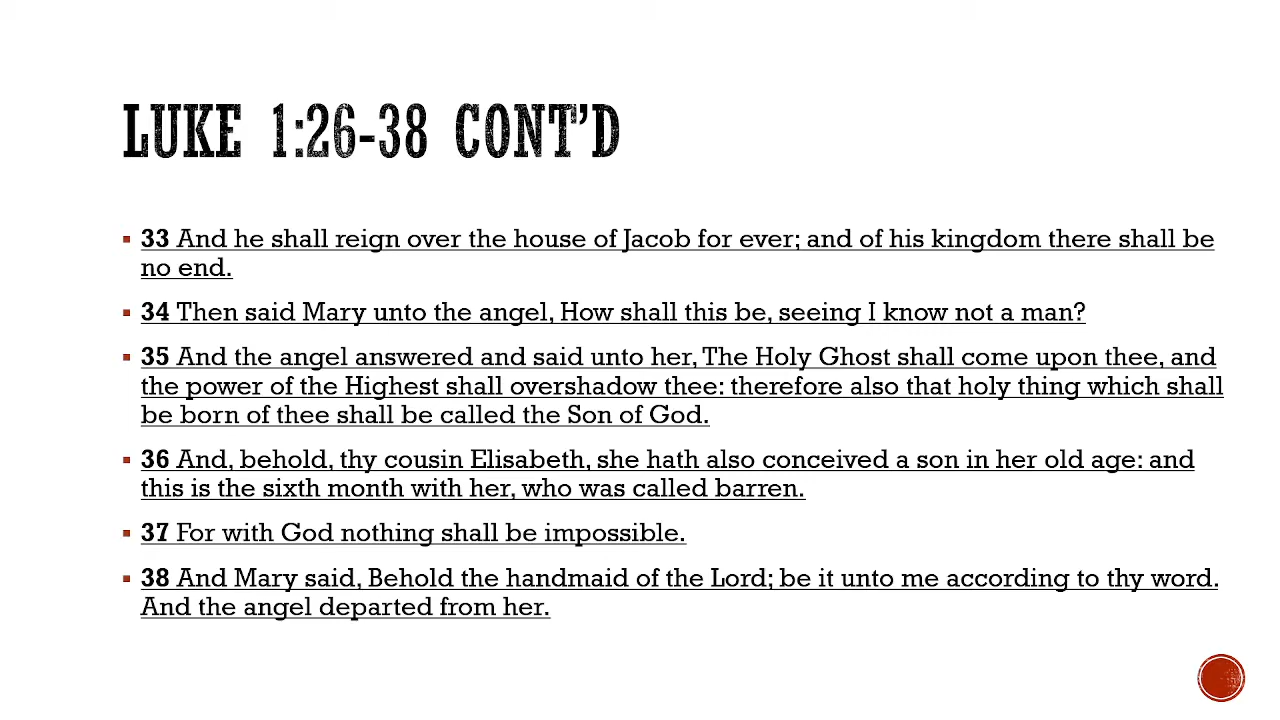 LUKE 1:26-38 CONT'D
33 And he shall reign over the house of Jacob for ever; and of his kingdom there shall be
no end.
34 Then said Mary unto the angel, How shall this be, seeing I know not a man?
35 And the angel answered and said unto her, The Holy Ghost shall come upon thee, and
the power of the Highest shall overshadow thee: therefore also that holy thing which shall
be born of thee shall be called the Son of God.
36 And, behold, thy cousin Elisabeth, she hath also conceived a son in her old age: and
this is the sixth month with her, who was called barren.
37 For with God nothing shall be impossible.
38 And Mary said, Behold the handmaid of the Lord; be it unto me according to thy word.
And the angel departed from her.